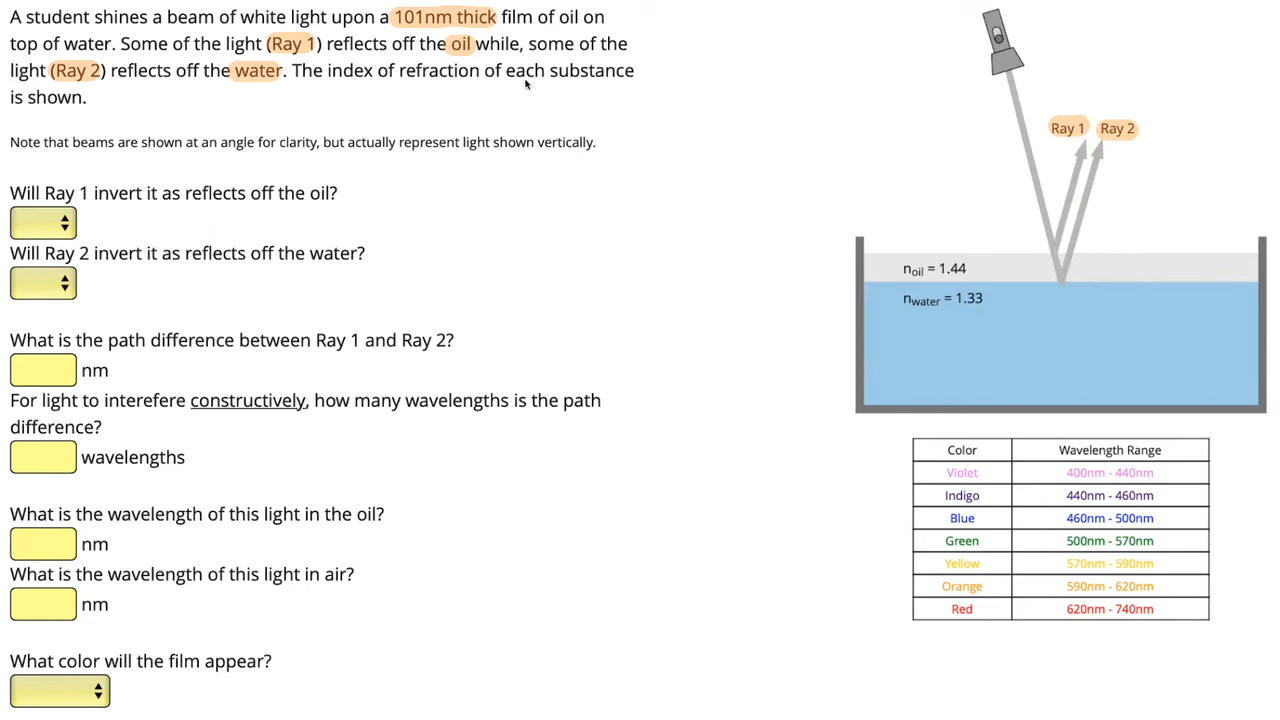 A student shines a beam of white light upon a 101nm thick film of oil on
top of water. Some of the light (Ray 1) reflects off the oil while, some of the
light (Ray 2) reflects off the water. The index of refraction of each substance
is shown.
Note that beams are shown at an angle for clarity, but actually represent light shown vertically.
Will Ray 1 invert it as reflects off the oil?
Will Ray 2 invert it as reflects off the water?
What is the path difference between Ray 1 and Ray 2?
nm
For light to interefere constructively, how many wavelengths is the path
difference?
wavelengths
What is the wavelength of this light in the oil?
nm
What is the wavelength of this light in air?
nm
What color will the film appear?
Ray 1 Ray 2
noil = 1.44
nwater = 1.33
Color Wavelength Range
Violet 400nm - 440nm
Indigo 440nm - 460nm
Blue 460nm - 500nm
Green 500nm - 570nm
Yellow 570nm - 590nm
Orange 590nm - 620nm
Red 620nm - 740nm